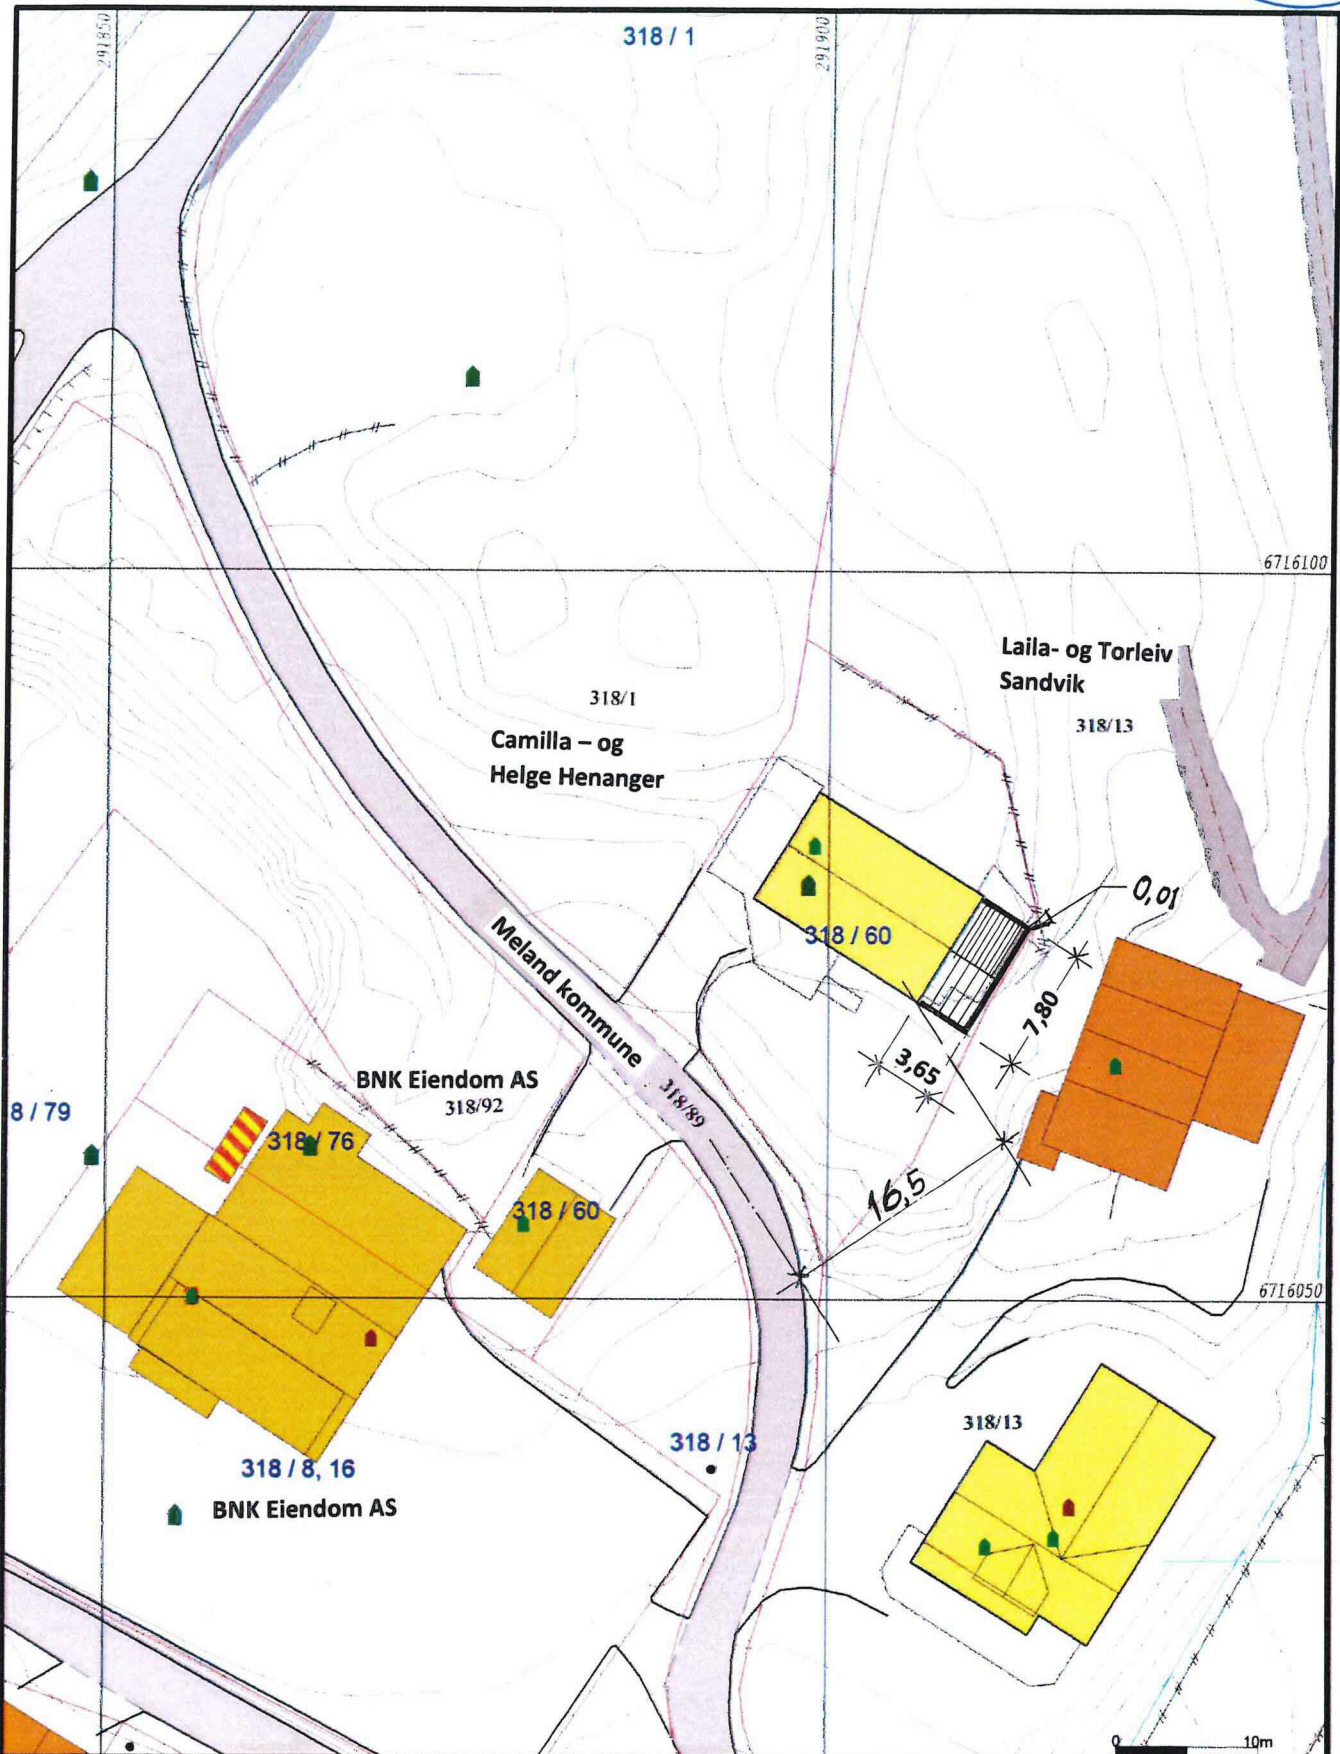 318 / 1
291850
291900
6716100
Laila- og Torleiv
Sandvik
318/13
318/1
Camilla – og
Helge Henanger
0,01
318 / 60
7,80
3,65
Meland kommune
318/89
BNK Eiendom AS
318/92
8 / 79
318 / 76
318 / 60
16,5
6716050
318/13
318 / 13
318 / 8, 16
BNK Eiendom AS
0
10m